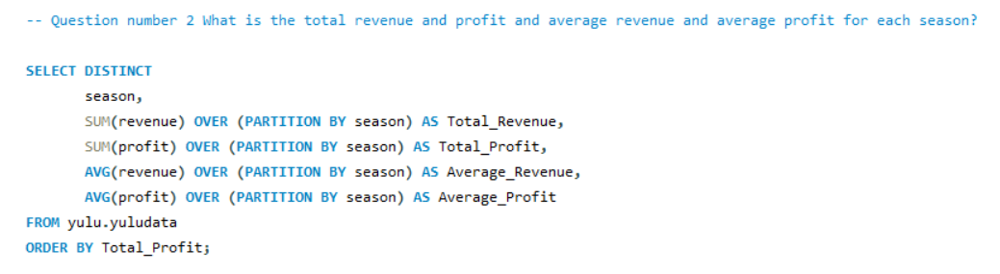 -- Question number 2 What is the total revenue and profit and average revenue and average profit for each season?
SELECT DISTINCT
season,
SUM(revenue) OVER (PARTITION BY season) AS Total_Revenue,
SUM(profit) OVER (PARTITION BY season) AS Total_Profit,
AVG(revenue) OVER (PARTITION BY season) AS Average_Revenue,
AVG(profit) OVER (PARTITION BY season) AS Average_Profit
FROM yulu.yuludata
ORDER BY Total_Profit;